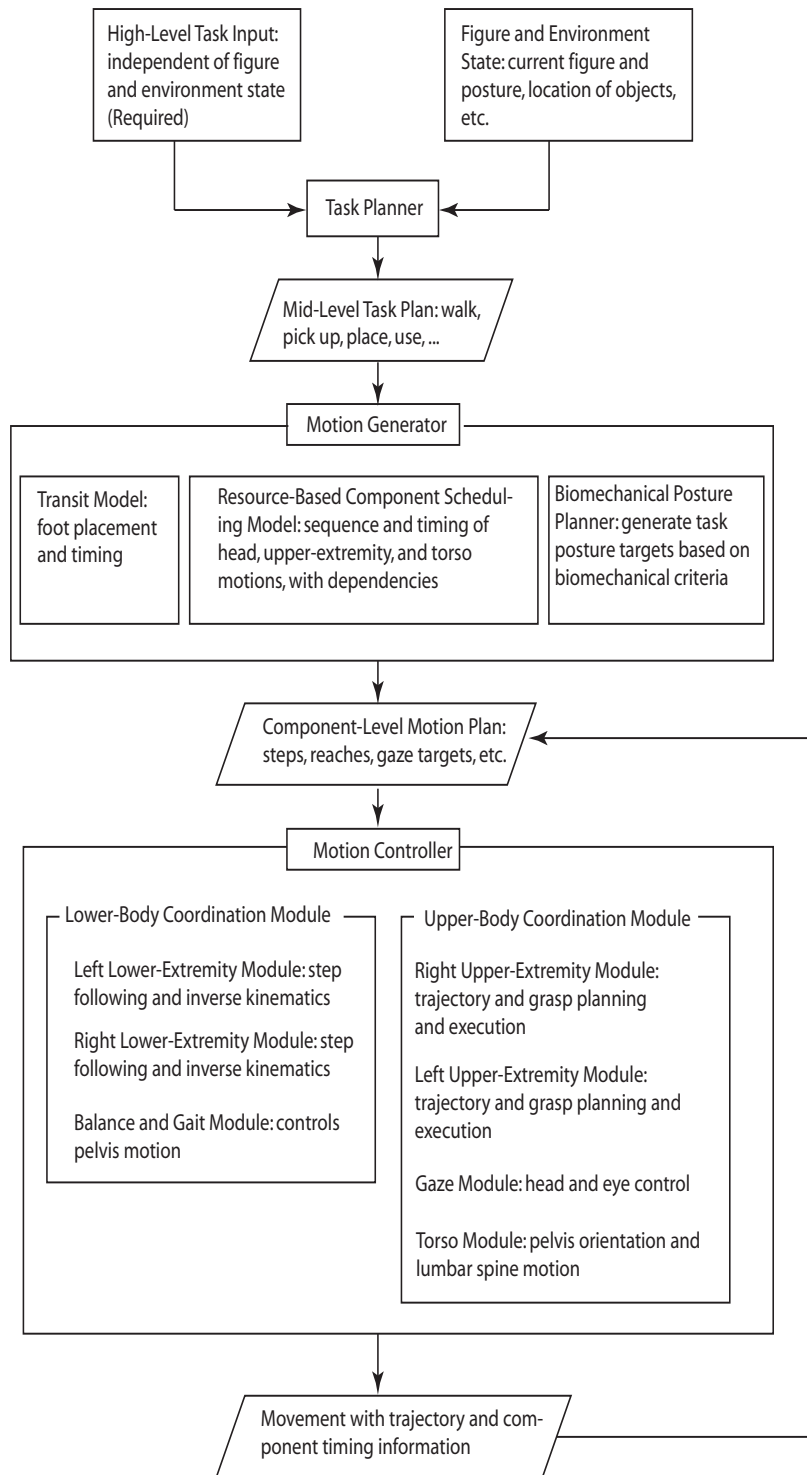 High-Level Task Input:
independent of figure
and environment state
(Required)
Figure and Environment
State: current figure and
posture, location of objects,
etc.
Task Planner
Mid-Level Task Plan: walk,
pick up, place, use, ...
Motion Generator
Transit Model:
foot placement
and timing
Resource-Based Component Schedul-
ing Model: sequence and timing of
head, upper-extremity, and torso
motions, with dependencies
Biomechanical Posture
Planner: generate task
posture targets based on
biomechanical criteria
Component-Level Motion Plan:
steps, reaches, gaze targets, etc.
Motion Controller
Lower-Body Coordination Module
Left Lower-Extremity Module: step
following and inverse kinematics
Right Lower-Extremity Module: step
following and inverse kinematics
Balance and Gait Module: controls
pelvis motion
Upper-Body Coordination Module
Right Upper-Extremity Module:
trajectory and grasp planning
and execution
Left Upper-Extremity Module:
trajectory and grasp planning and
execution
Gaze Module: head and eye control
Torso Module: pelvis orientation and
lumbar spine motion
Movement with trajectory and com-
ponent timing information